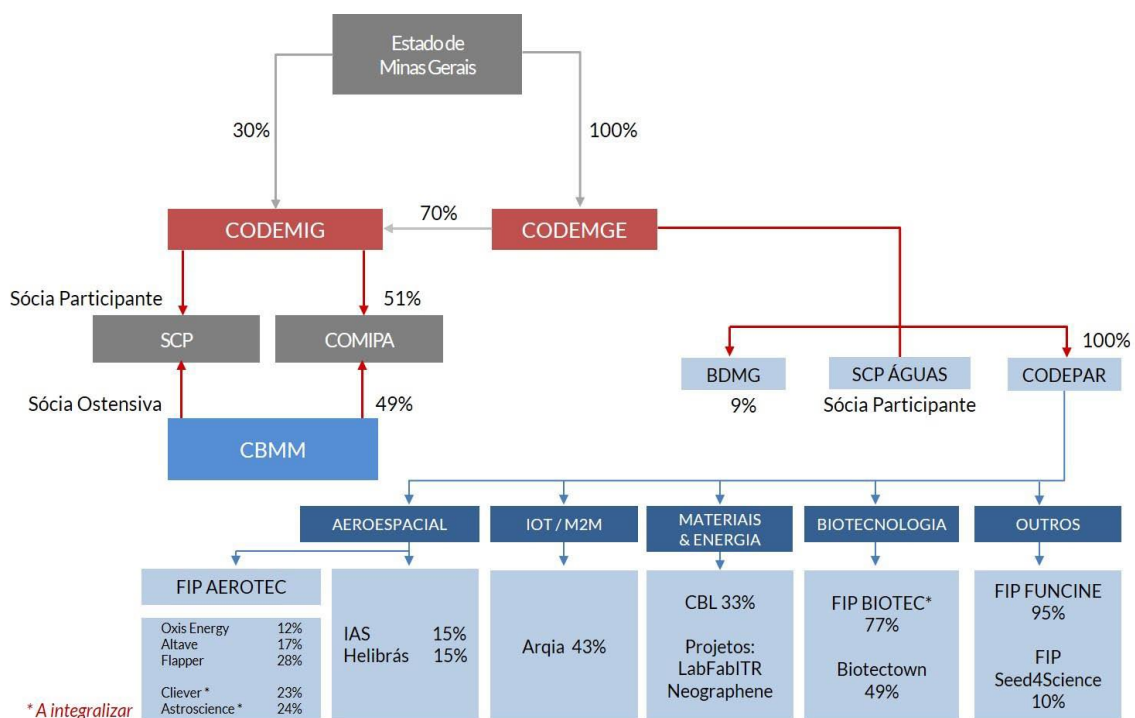 Estado de
Minas Gerais
30%
100%
CODEMIG
70%
CODEMGE
Sócia Participante
51%
SCP
COMIPA
100%
BDMG
SCP ÁGUAS
CODEPAR
9%
Sócia Participante
Sócia Ostensiva
49%
CBMM
AEROESPACIAL
IOT / M2M
MATERIAIS
& ENERGIA
BIOTECNOLOGIA
OUTROS
FIP AEROTEC
Oxis Energy 12%
Altave 17%
Flapper 28%
Cliever * 23%
Astroscience * 24%
IAS 15%
Helibrás 15%
Arqia 43%
CBL 33%
Projetos:
LabFabITR
Neographene
FIP BIOTEC*
77%
Biotectown
49%
FIP FUNCINE
95%
FIP
Seed4Science
10%
* A integralizar